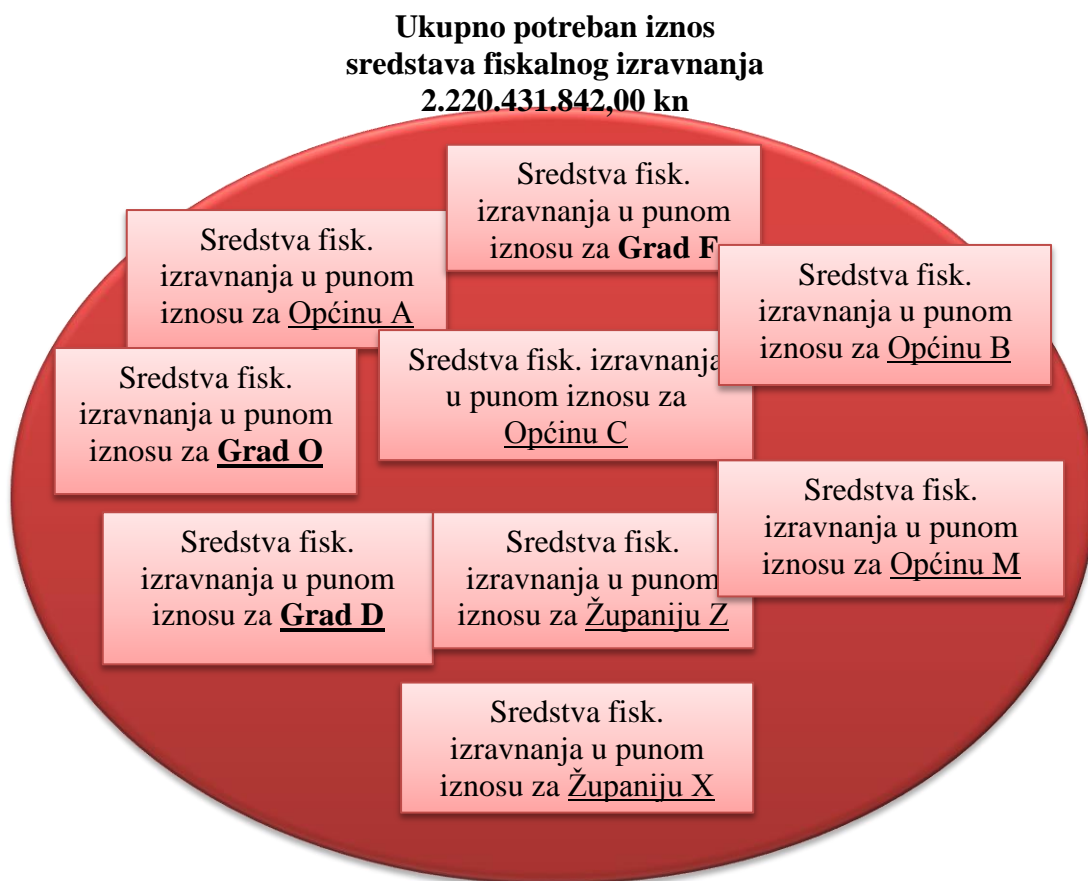 Ukupno potreban iznos
sredstava fiskalnog izravnanja
2.220.431.842,00 kn
Sredstva fisk.
izravnanja u punom
iznosu za Grad F
Sredstva fisk.
izravnanja u punom
iznosu za Općinu A
Sredstva fisk.
izravnanja u punom
iznosu za Općinu B
Sredstva fisk. izravnanja
u punom iznosu za
Općinu C
Sredstva fisk.
izravnanja u punom
iznosu za Grad O
Sredstva fisk.
izravnanja u punom
iznosu za Općinu M
Sredstva fisk.
izravnanja u punom
iznosu za Grad D
Sredstva fisk.
izravnanja u punom
iznosu za Županiju Z
Sredstva fisk.
izravnanja u punom
iznosu za Županiju X